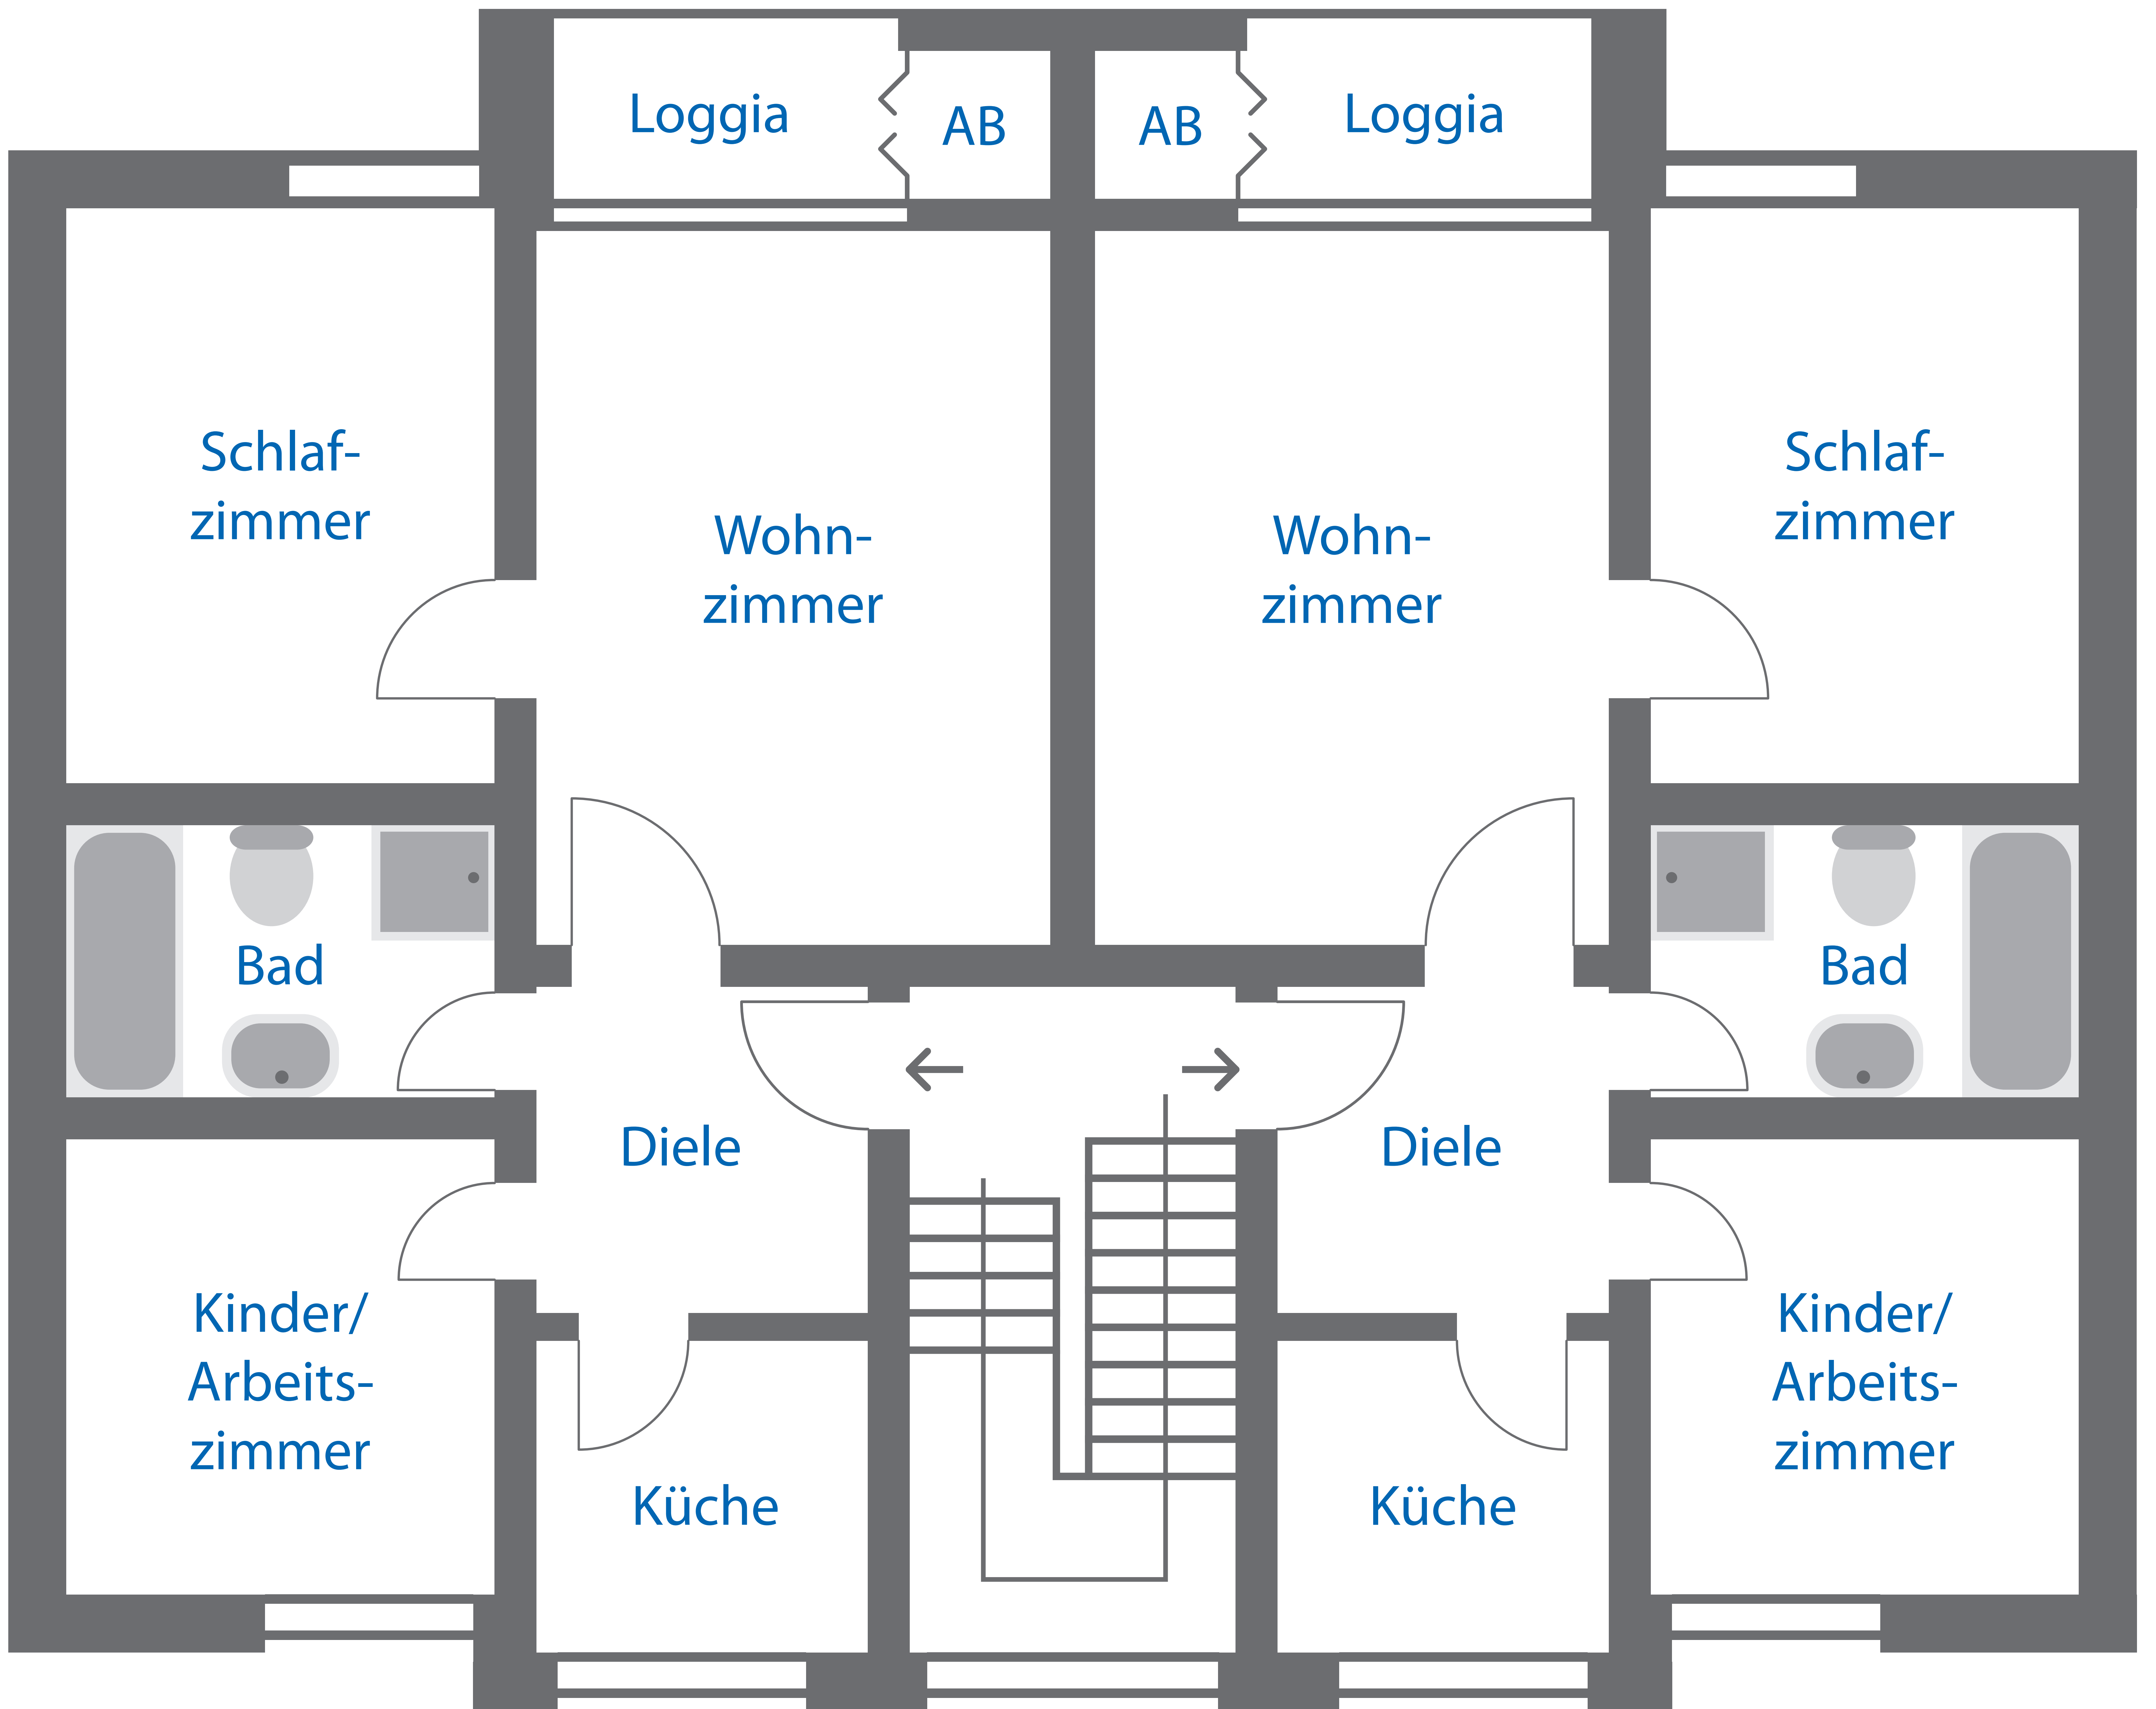 Loggia
AB
AB
Loggia
Schlaf-
zimmer
Wohn-
zimmer
Wohn-
zimmer
Schlaf-
zimmer
Bad
Bad
Diele
Diele
Kinder/
Arbeits-
zimmer
Küche
Küche
Kinder/
Arbeits-
zimmer